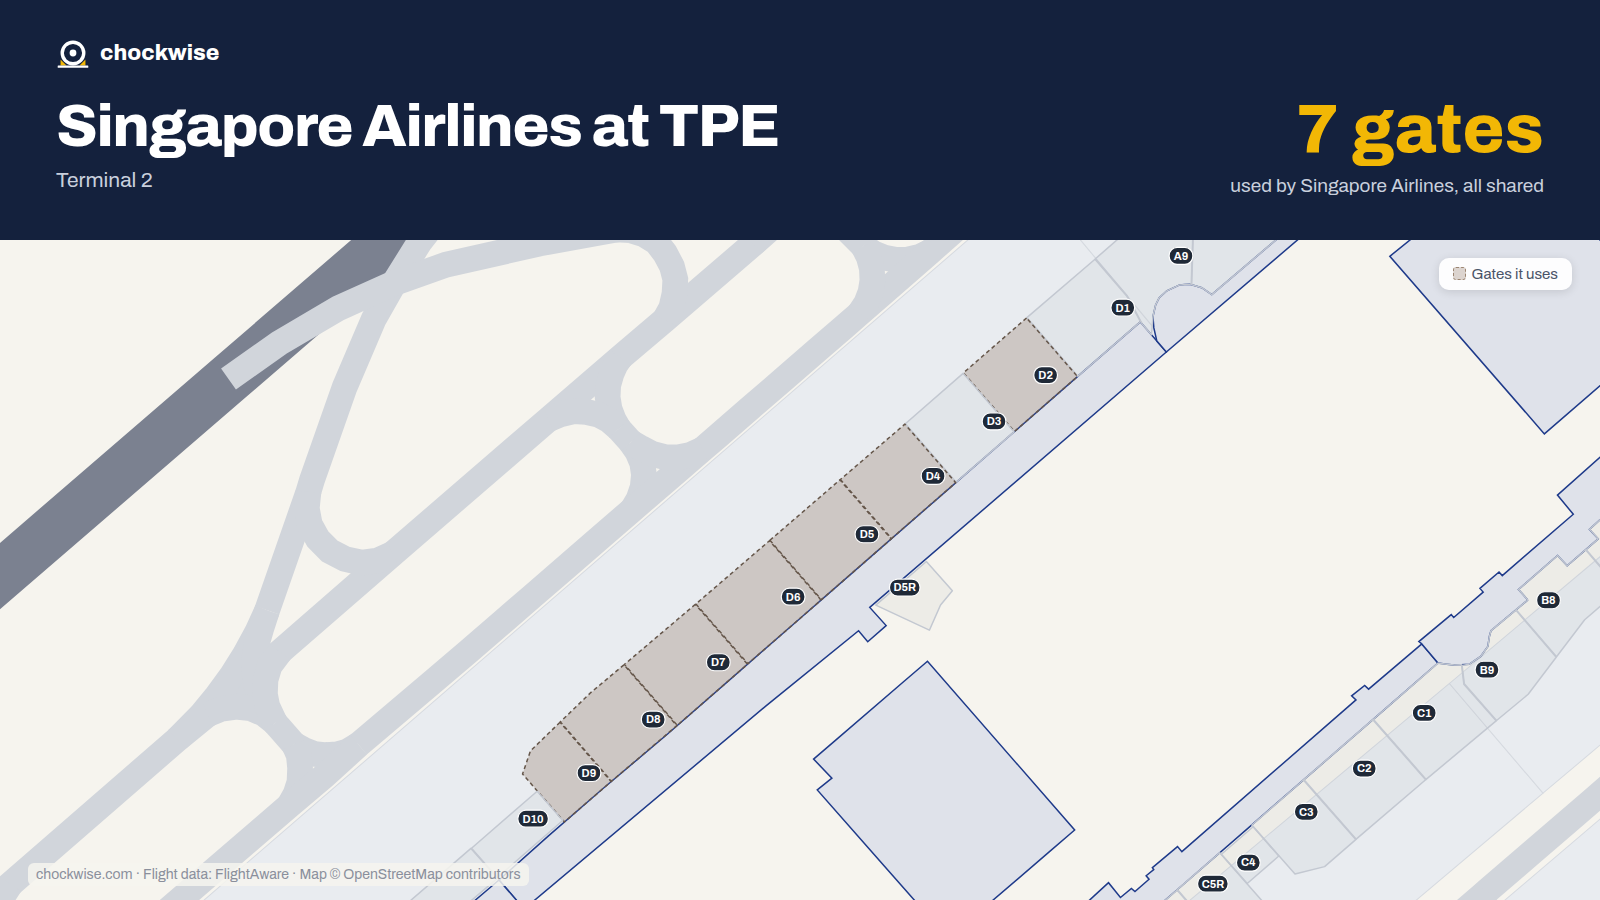 chockwise
Singapore Airlines at TPE
Terminal 2
7 gates
used by Singapore Airlines, all shared
Gates it uses
A9
D1
D2
D3
D4
D5
D5R
D6
D7
D8
D9
D10
B8
B9
C1
C2
C3
C4
C5R
chockwise.com · Flight data: FlightAware · Map © OpenStreetMap contributors